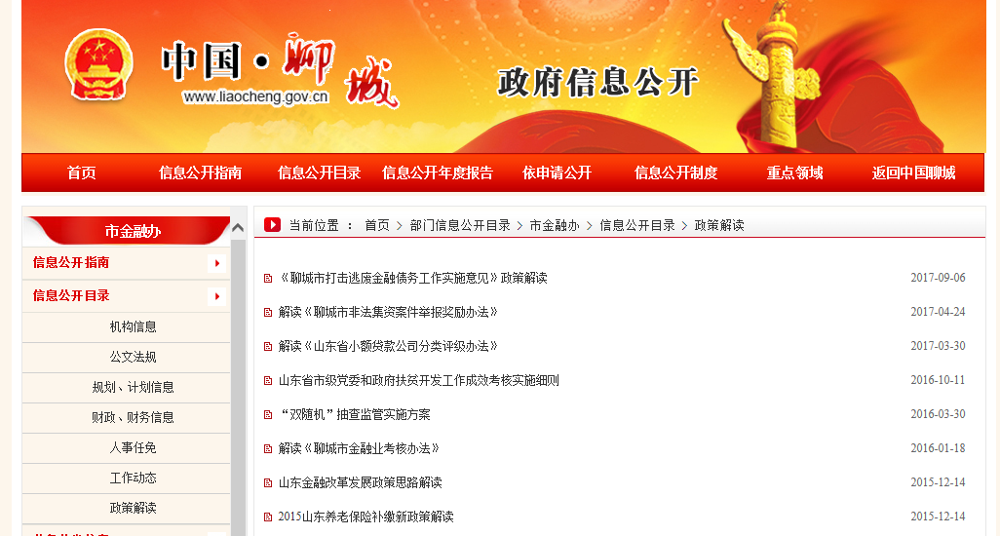 中国·聊城
www.liaocheng.gov.cn
政府信息公开
首页 信息公开指南 信息公开目录 信息公开年度报告 依申请公开 信息公开制度 重点领域 返回中国聊城
市金融办
信息公开指南
信息公开目录
机构信息
公文法规
规划、计划信息
财政、财务信息
人事任免
工作动态
政策解读
当前位置 ： 首页 > 部门信息公开目录 > 市金融办 > 信息公开目录 > 政策解读
《聊城市打击逃废金融债务工作实施意见》政策解读 2017-09-06
解读《聊城市非法集资案件举报奖励办法》 2017-04-24
解读《山东省小额贷款公司分类评级办法》 2017-03-30
山东省市级党委和政府扶贫开发工作成效考核实施细则 2016-10-11
“双随机”抽查监管实施方案 2016-03-30
解读《聊城市金融业考核办法》 2016-01-18
山东金融改革发展政策思路解读 2015-12-14
2015山东养老保险补缴新政策解读 2015-12-14